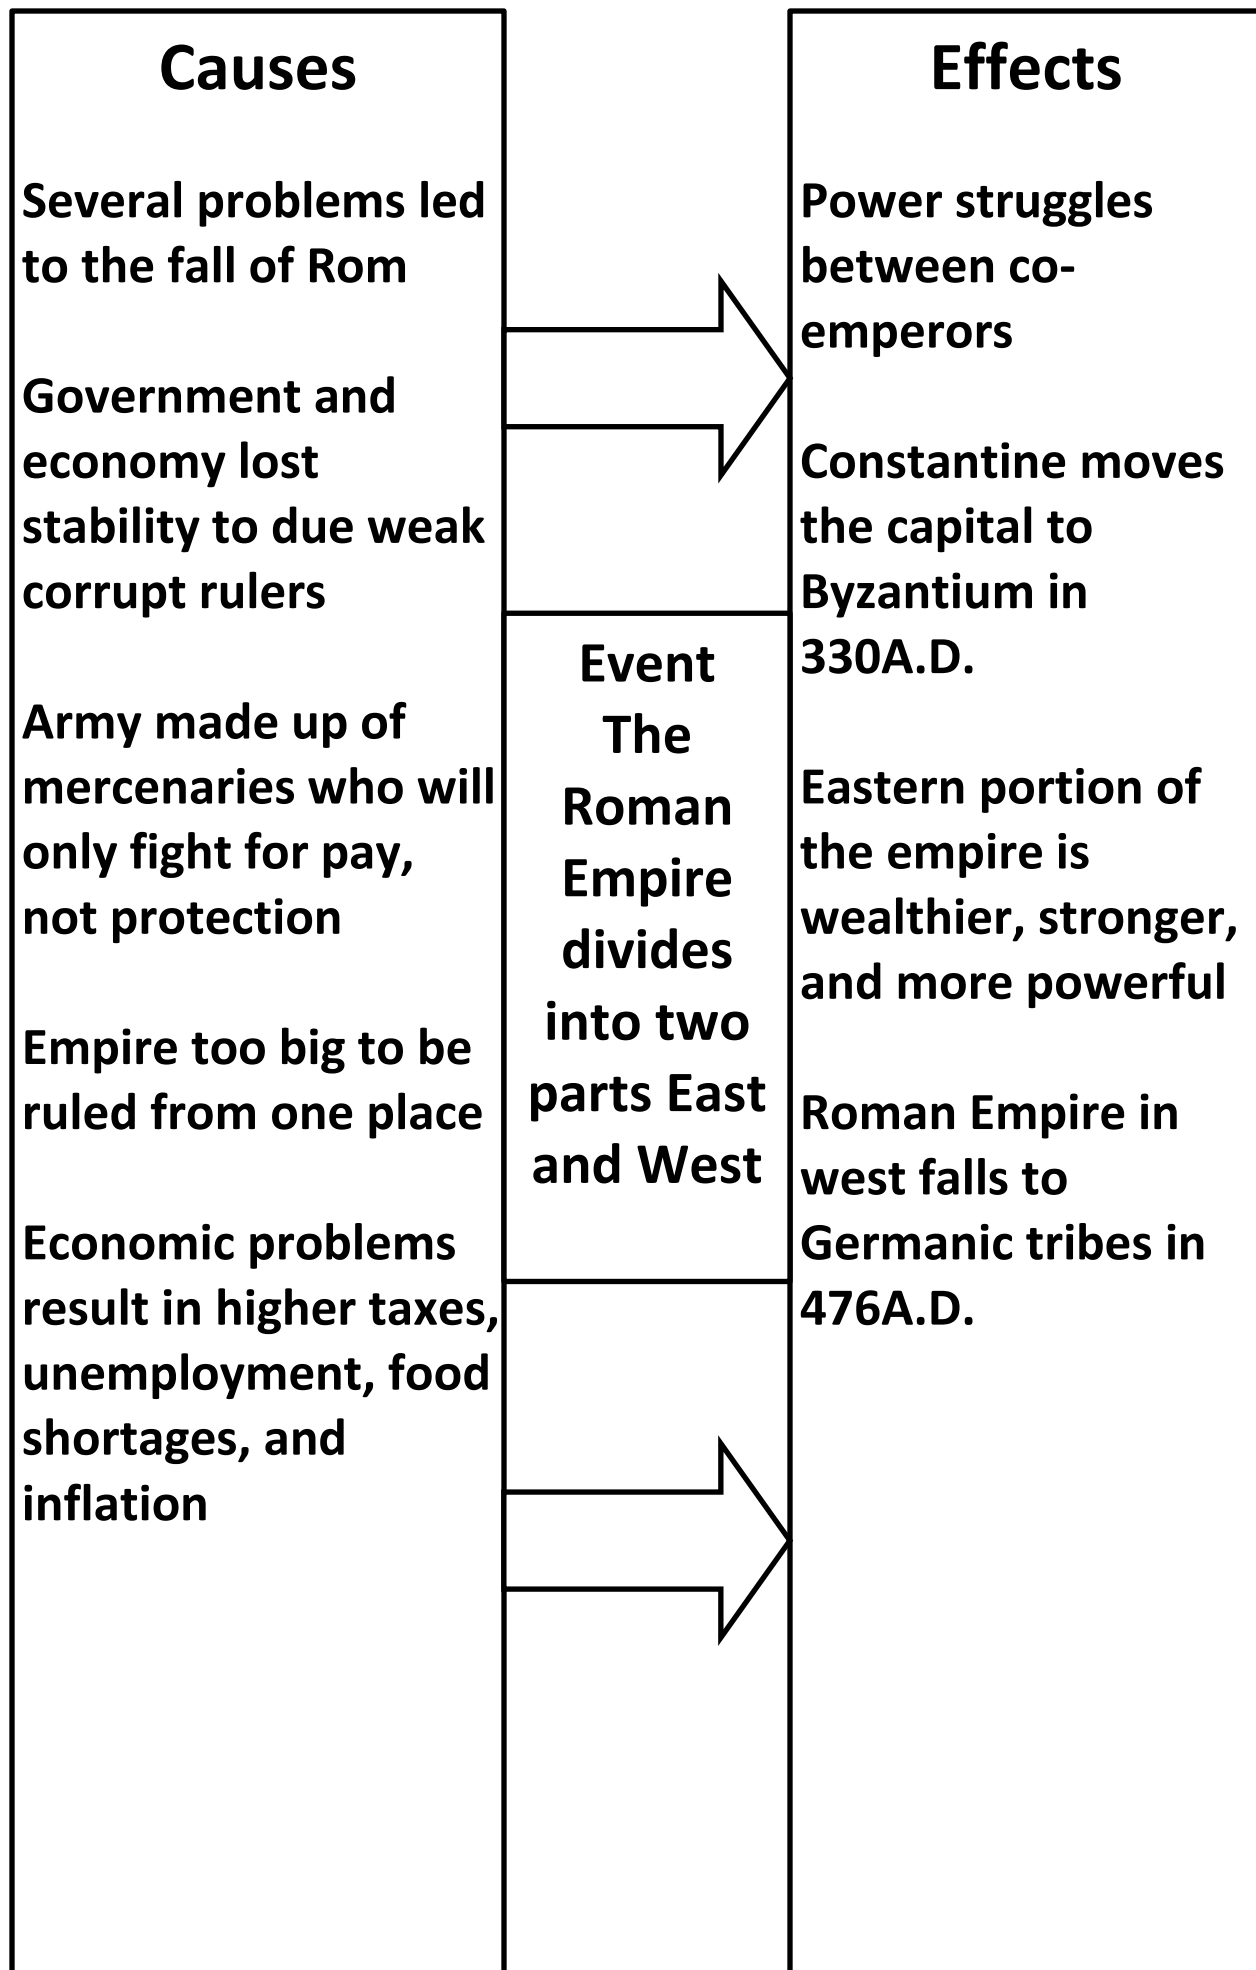 Causes
Several problems led
to the fall of Rom
Government and
economy lost
stability to due weak
corrupt rulers
Army made up of
mercenaries who will
only fight for pay,
not protection
Empire too big to be
ruled from one place
Economic problems
result in higher taxes,
unemployment, food
shortages, and
inflation
Event
The
Roman
Empire
divides
into two
parts East
and West
Effects
Power struggles
between co-
emperors
Constantine moves
the capital to
Byzantium in
330A.D.
Eastern portion of
the empire is
wealthier, stronger,
and more powerful
Roman Empire in
west falls to
Germanic tribes in
476A.D.